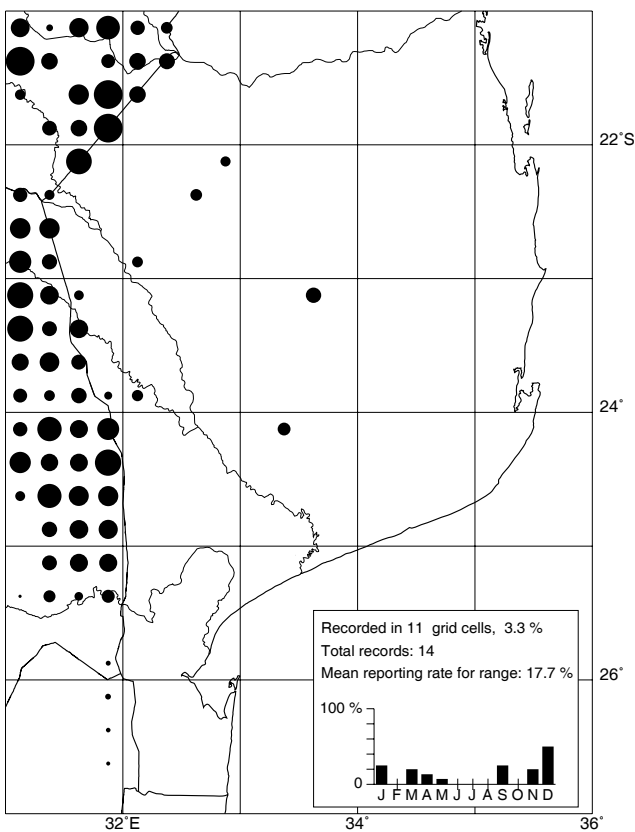 22˚S
24˚
Recorded in 11 grid cells, 3.3 %
Total records: 14
Mean reporting rate for range: 17.7 %
26˚
100 %
0
J F M A M J J A S O N D
32˚E 34˚ 36˚